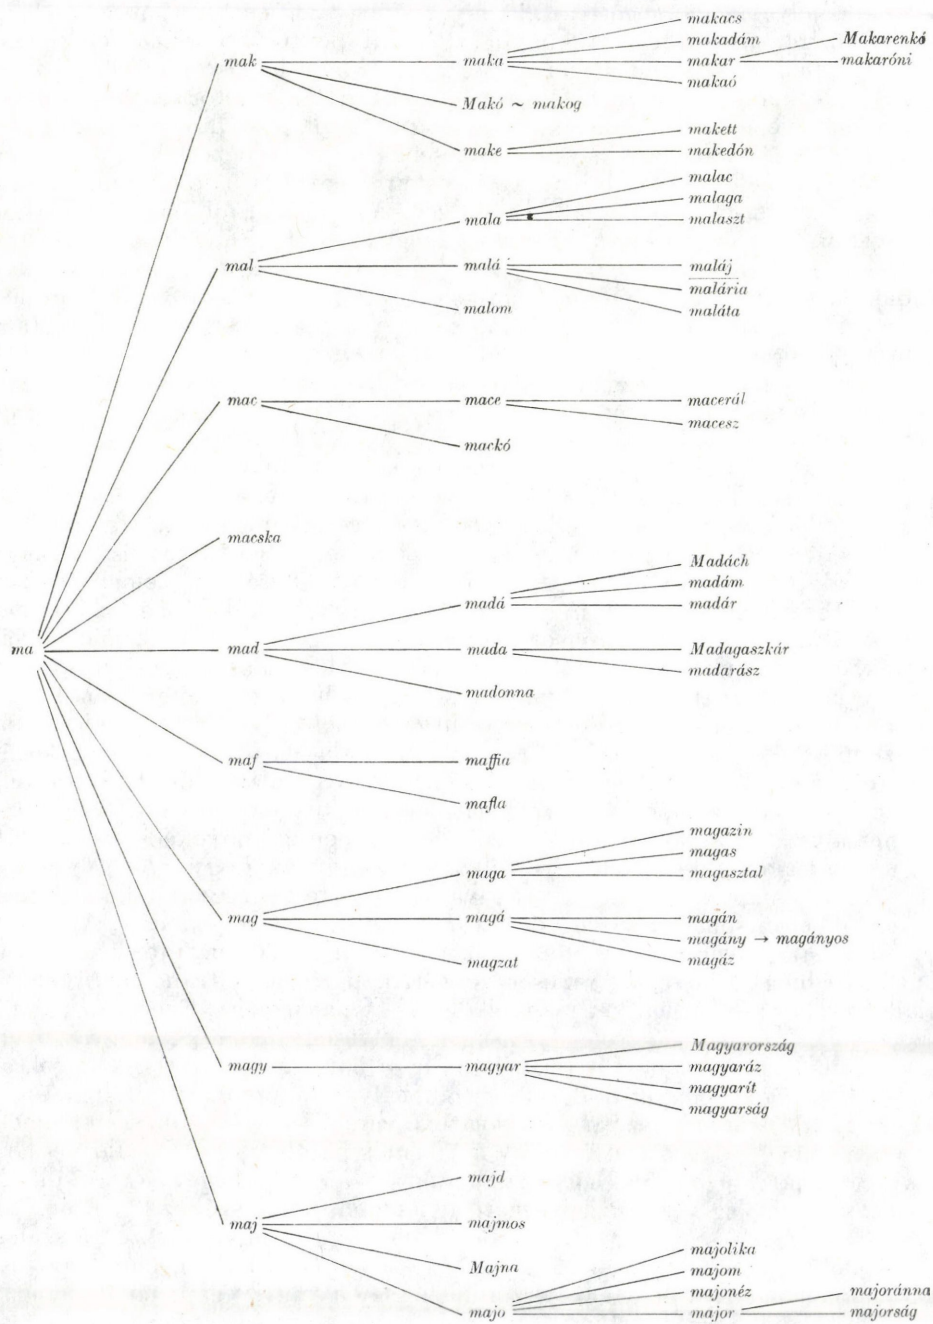 makacs
makadám Makarenkó
mak maka makar makaróni
makaó
Makó ~ makog
makett
make makedón
malac
malaga
mala malaszt
mal malá maláj
malária
malom maláta
mac mace macerál
macesz
mackó
macska
Madách
madám
madá madár
ma mad mada Madagaszkár
madarász
madonna
maf maffia
mafla
magazin
magas
maga magasztal
mag magá magán
magány → magányos
magzat magáz
Magyarország
magy magyar magyaráz
magyarít
magyarság
majd
maj majmos
majolika
Majna majom
majonéz majoránna
majo major majorság